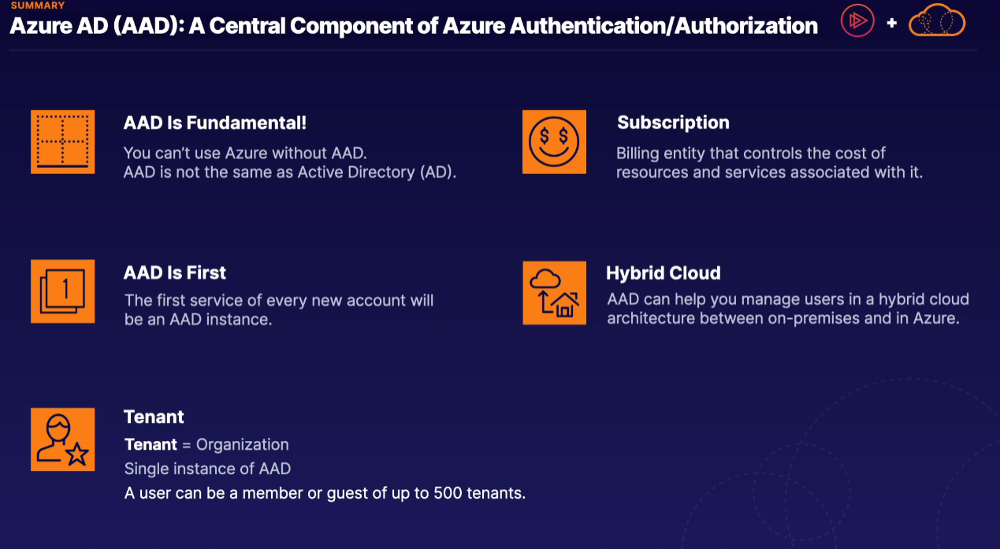 SUMMARY
Azure AD (AAD): A Central Component of Azure Authentication/Authorization
+
AAD Is Fundamental!
You can’t use Azure without AAD.
AAD is not the same as Active Directory (AD).
$ $
Subscription
Billing entity that controls the cost of
resources and services associated with it.
1
AAD Is First
The first service of every new account will
be an AAD instance.
Hybrid Cloud
AAD can help you manage users in a hybrid cloud
architecture between on-premises and in Azure.
Tenant
Tenant = Organization
Single instance of AAD
A user can be a member or guest of up to 500 tenants.